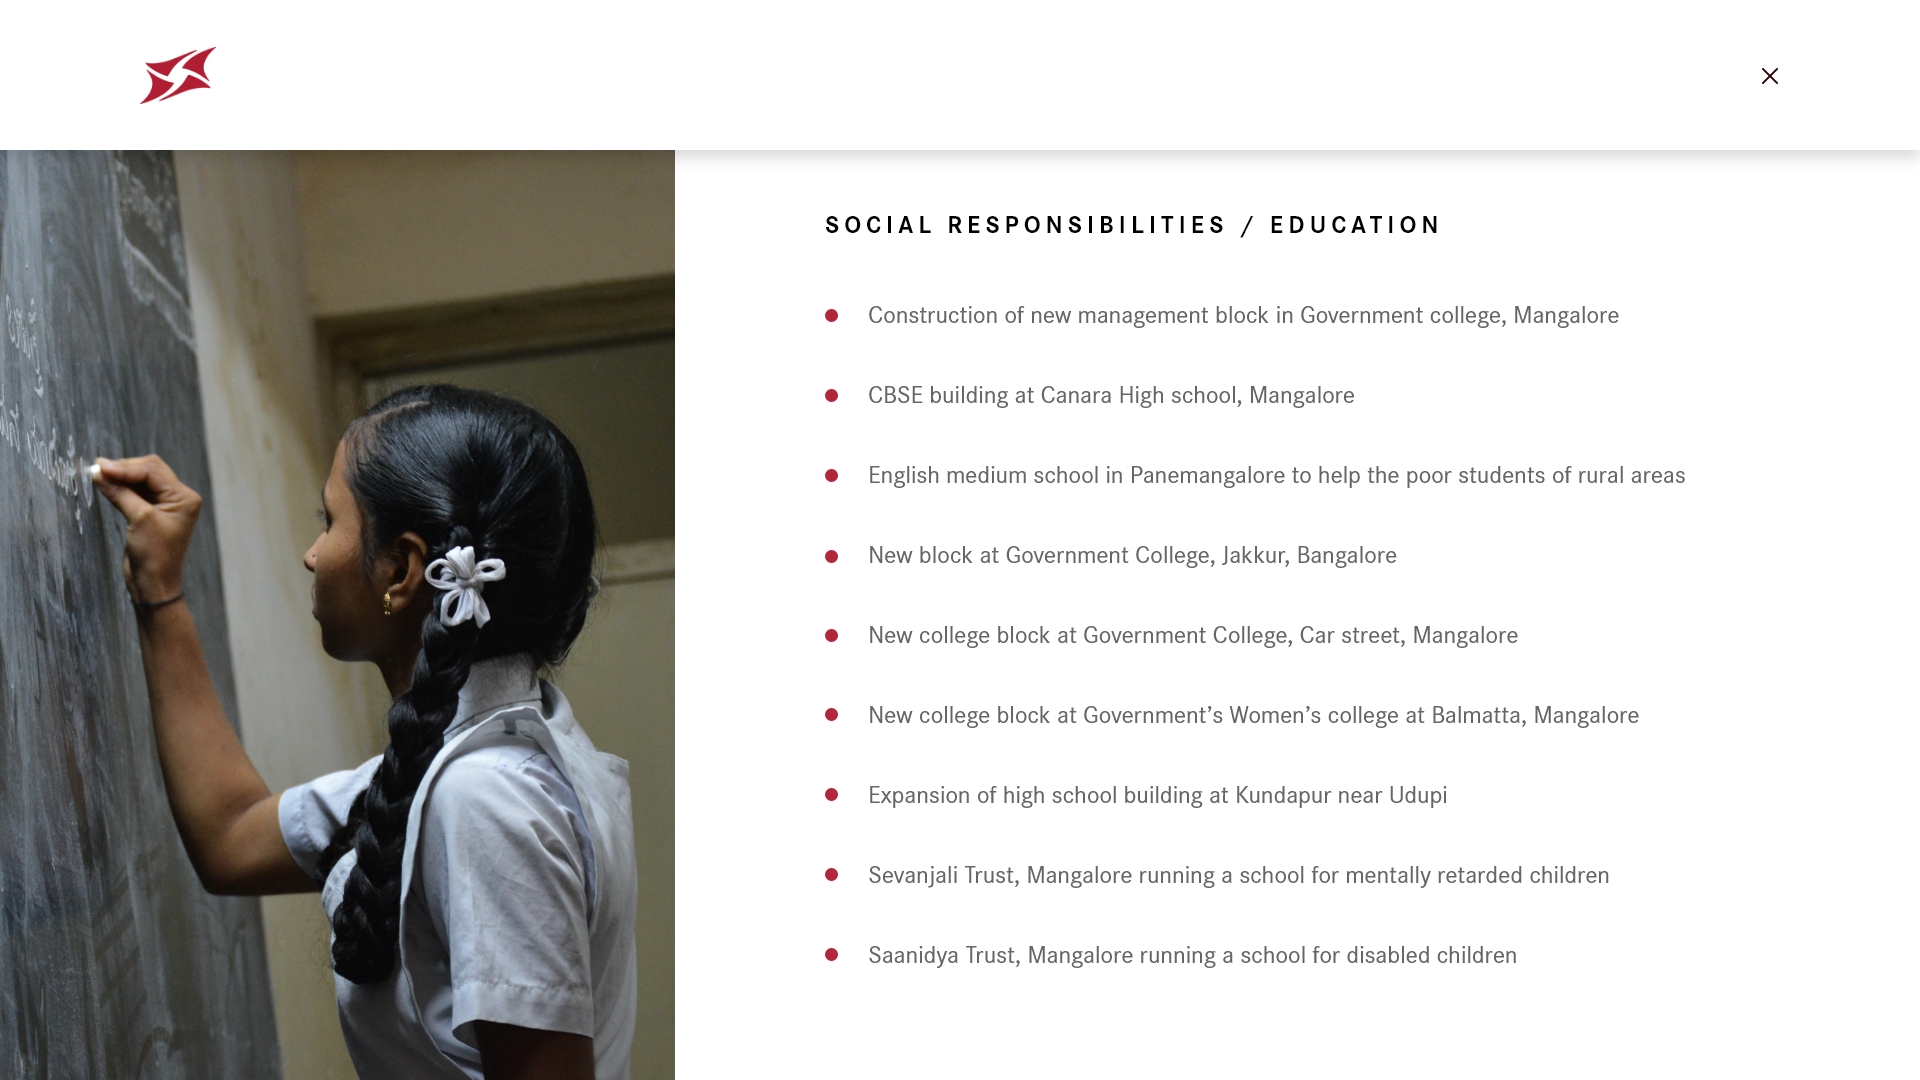 SOCIAL RESPONSIBILITIES / EDUCATION
Construction of new management block in Government college, Mangalore
CBSE building at Canara High school, Mangalore
English medium school in Panemangalore to help the poor students of rural areas
New block at Government College, Jakkur, Bangalore
New college block at Government College, Car street, Mangalore
New college block at Government’s Women’s college at Balmatta, Mangalore
Expansion of high school building at Kundapur near Udupi
Sevanjali Trust, Mangalore running a school for mentally retarded children
Saanidya Trust, Mangalore running a school for disabled children